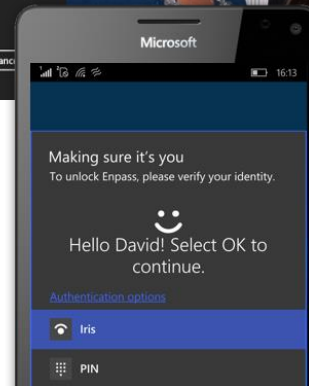 Microsoft
16:13
Making sure it's you
To unlock Enpass, please verify your identity.
Hello David! Select OK to
continue.
Authentication options
Iris
PIN